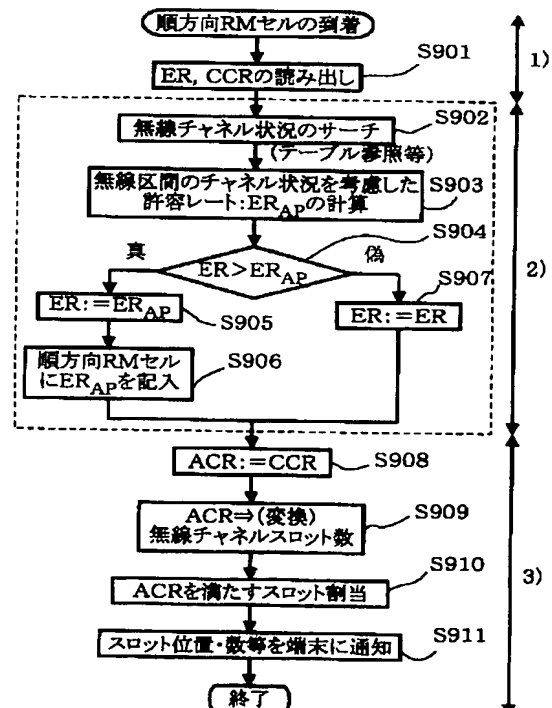 順方向RMセルの到着
S901
1)
ER, CCRの読み出し
無線チャネル状況のサーチ
S902
(テーブル参照等)
無線区間のチャネル状況を考慮した
許容レート:ERAPの計算
S903
S904
真
ER>ERAP
偽
2)
S907
ER:=ERAP
S905
ER:=ER
順方向RMセル
にERAPを記入
S906
ACR:=CCR
S908
ACR⇒(変換)
無線チャネルスロット数
S909
S910
3)
ACRを満たすスロット割当
S911
スロット位置・数等を端末に通知
終了